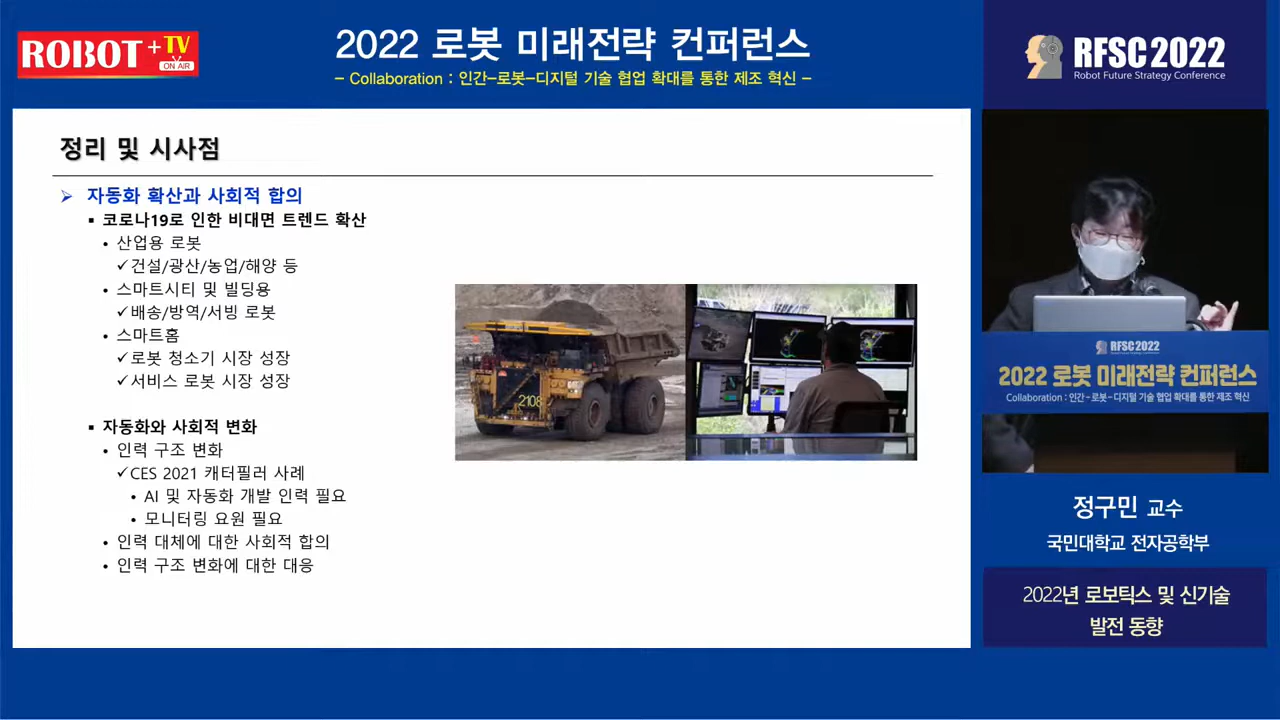 ROBOT+TV
ON AIR
2022 로봇 미래전략 컨퍼런스
- Collaboration : 인간-로봇-디지털 기술 협업 확대를 통한 제조 혁신 -
RFSC 2022
Robot Future Strategy Conference
정리 및 시사점
➢ 자동화 확산과 사회적 합의
▪ 코로나19로 인한 비대면 트렌드 확산
• 산업용 로봇
✓건설/광산/농업/해양 등
• 스마트시티 및 빌딩용
✓배송/방역/서빙 로봇
• 스마트홈
✓로봇 청소기 시장 성장
✓서비스 로봇 시장 성장
▪ 자동화와 사회적 변화
• 인력 구조 변화
✓CES 2021 캐터필러 사례
• AI 및 자동화 개발 인력 필요
• 모니터링 요원 필요
• 인력 대체에 대한 사회적 합의
• 인력 구조 변화에 대한 대응
2108
CAT
RFSC 2022
2022 로봇 미래전략 컨퍼런스
Collaboration : 인간-로봇-디지털 기술 협업 확대를 통한 제조 혁신
정구민 교수
국민대학교 전자공학부
2022년 로보틱스 및 신기술
발전 동향